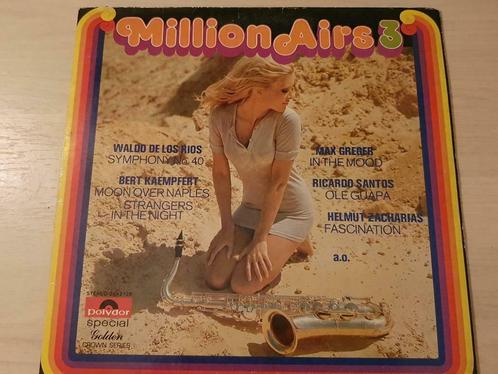 Million Airs 3
WALDO DE LOS RIOS
SYMPHONY No. 40
BERT KAEMPFERT
MOON OVER NAPLES
STRANGERS
IN THE NIGHT
MAX GREGER
IN THE MOOD
RICARDO SANTOS
OLE GUAPA
HELMUT ZACHARIAS
FASCINATION
a.o.
polydor
special
Golden
CROWN SERIES